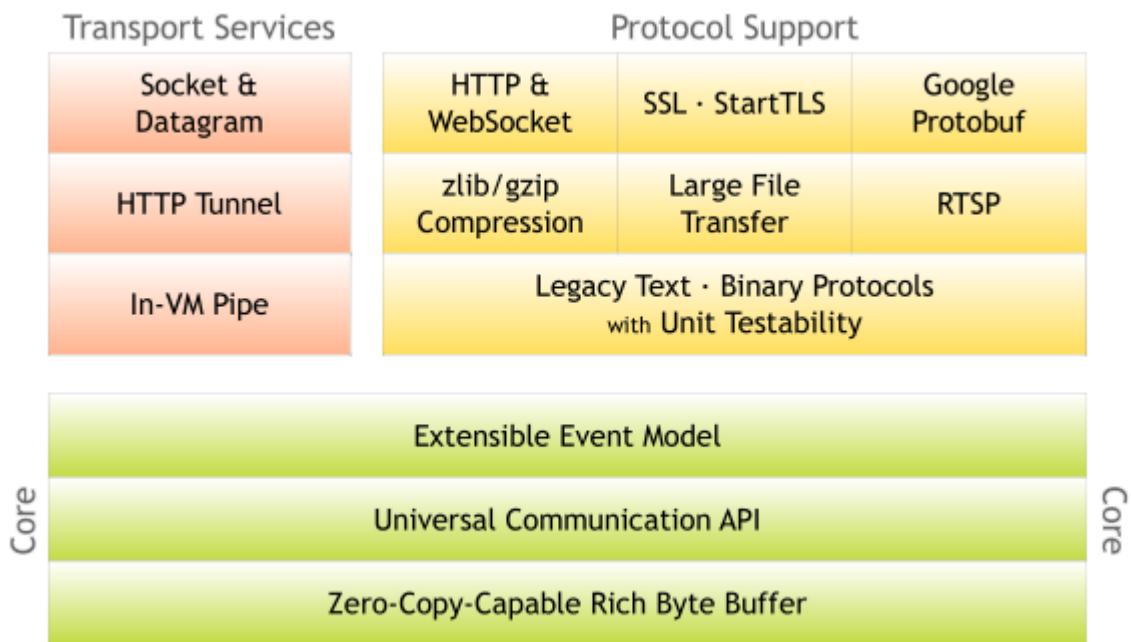 Transport Services
Protocol Support
Socket &
Datagram
HTTP &
WebSocket
SSL · StartTLS
Google
Protobuf
HTTP Tunnel
zlib/gzip
Compression
Large File
Transfer
RTSP
In-VM Pipe
Legacy Text · Binary Protocols
with Unit Testability
Core
Extensible Event Model
Universal Communication API
Zero-Copy-Capable Rich Byte Buffer
Core